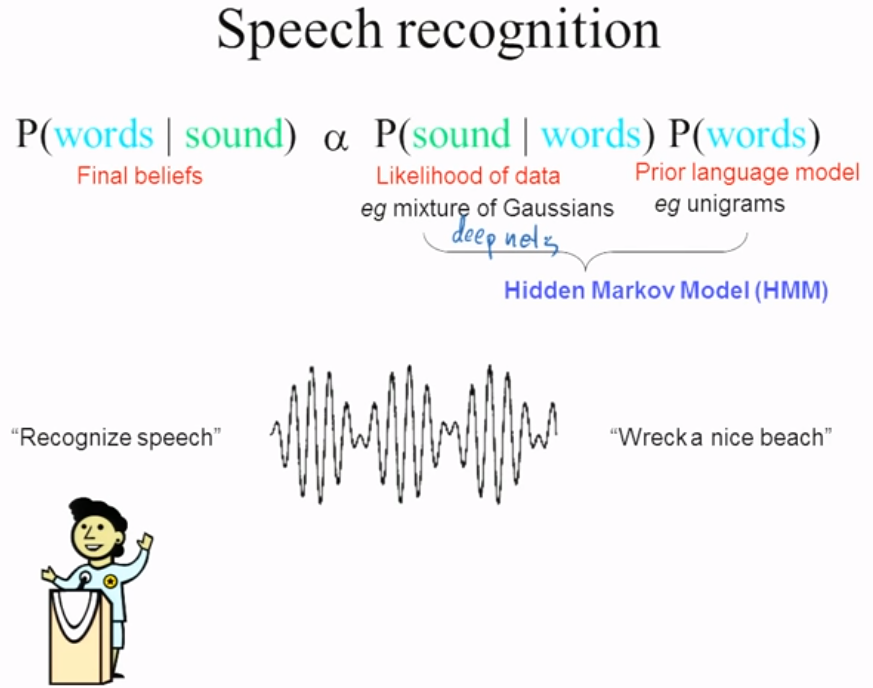 Speech recognition
P(words | sound) α P(sound | words) P(words)
Final beliefs Likelihood of data Prior language model
eg mixture of Gaussians eg unigrams
deep nets
Hidden Markov Model (HMM)
“Recognize speech” “Wreck a nice beach”